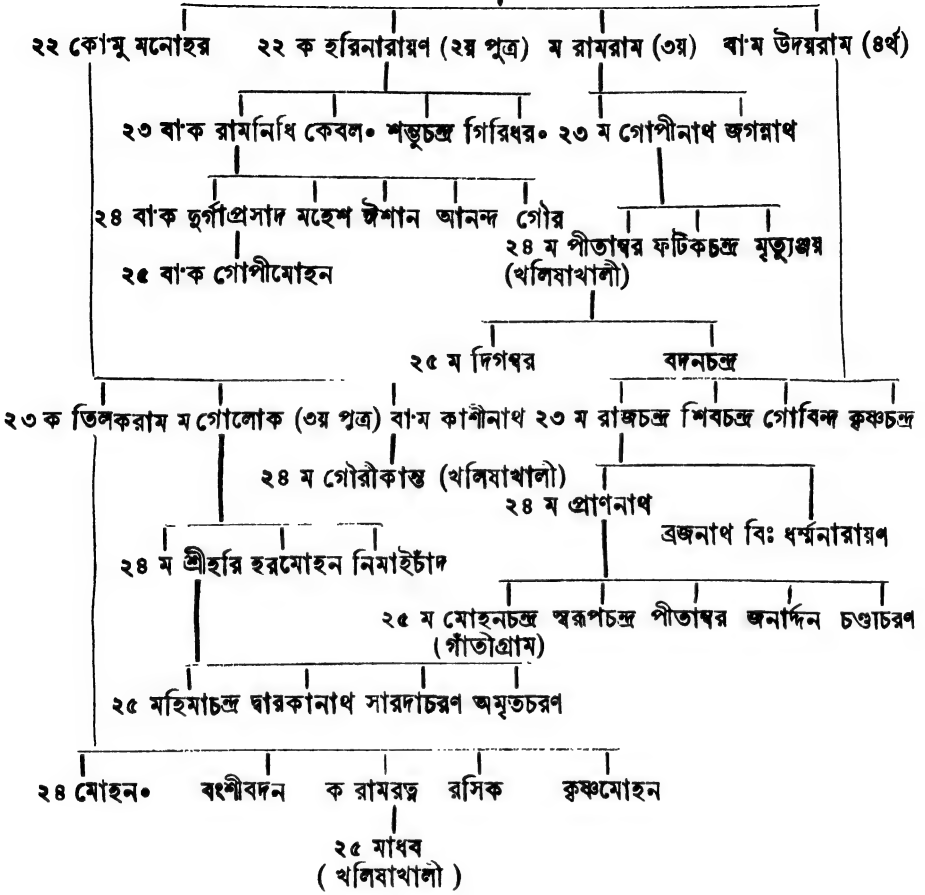 ২২ কো'মু মনোহর ২২ ক হরিনারায়ণ (২য় পুত্র) ম রামরাম (৩য়) বা'ম উদয়রাম (৪র্থ)
২৩ বা'ক রামনিধি কেবল॰ শম্ভুচন্দ্র গিরিধর॰ ২৩ ম গোপীনাথ জগন্নাথ
২৪ বা'ক দুর্গাপ্রসাদ মহেশ ঈশান আনন্দ গৌর
২৪ ম পীতাম্বর ফটিকচন্দ্র মৃত্যুঞ্জয়
২৫ বা'ক গোপীমোহন (খলিষাখালী)
২৫ ম দিগম্বর বদনচন্দ্র
২৩ ক তিলকরাম ম গোলোক (৩য় পুত্র) বা'ম কাশীনাথ ২৩ ম রাজচন্দ্র শিবচন্দ্র গোবিন্দ কৃষ্ণচন্দ্র
২৪ ম গৌরীকান্ত (খলিষাখালী)
২৪ ম প্রাণনাথ
ব্রজনাথ বিঃ ধর্ম্মনারায়ণ
২৪ ম শ্রীহরি হরমোহন নিমাইচাঁদ
২৫ ম মোহনচন্দ্র স্বরূপচন্দ্র পীতাম্বর জনার্দ্দন চণ্ডাচরণ
(গাঁতীগ্রাম)
২৫ মহিমাচন্দ্র দ্বারকানাথ সারদাচরণ অমৃতচরণ
২৪ মোহন॰ বংশীবদন ক রামরত্ন রসিক কৃষ্ণমোহন
২৫ মাধব
( খলিষাখালী )